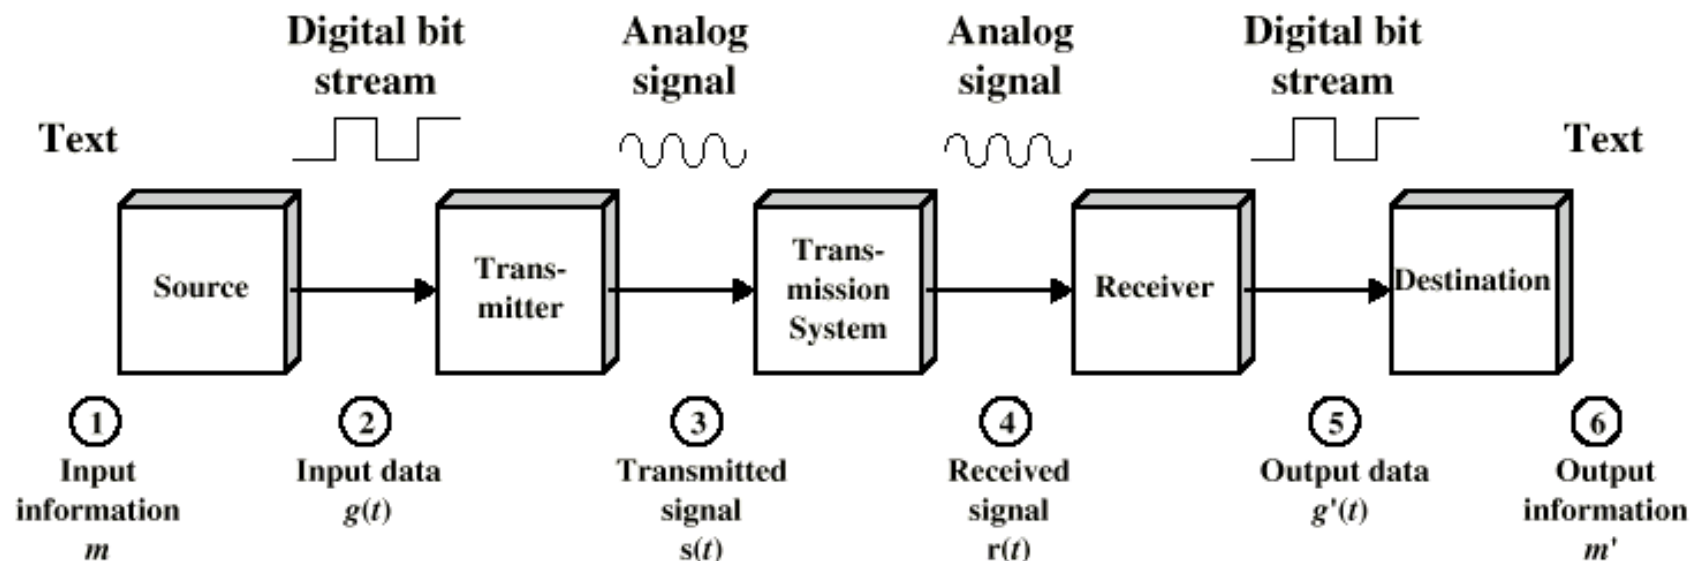 Digital bit
stream
Analog
signal
Analog
signal
Digital bit
stream
Text
Text
Source
Trans-
mitter
Trans-
mission
System
Receiver
Destination
1
Input
information
m
2
Input data
g(t)
3
Transmitted
signal
s(t)
4
Received
signal
r(t)
5
Output data
g'(t)
6
Output
information
m'